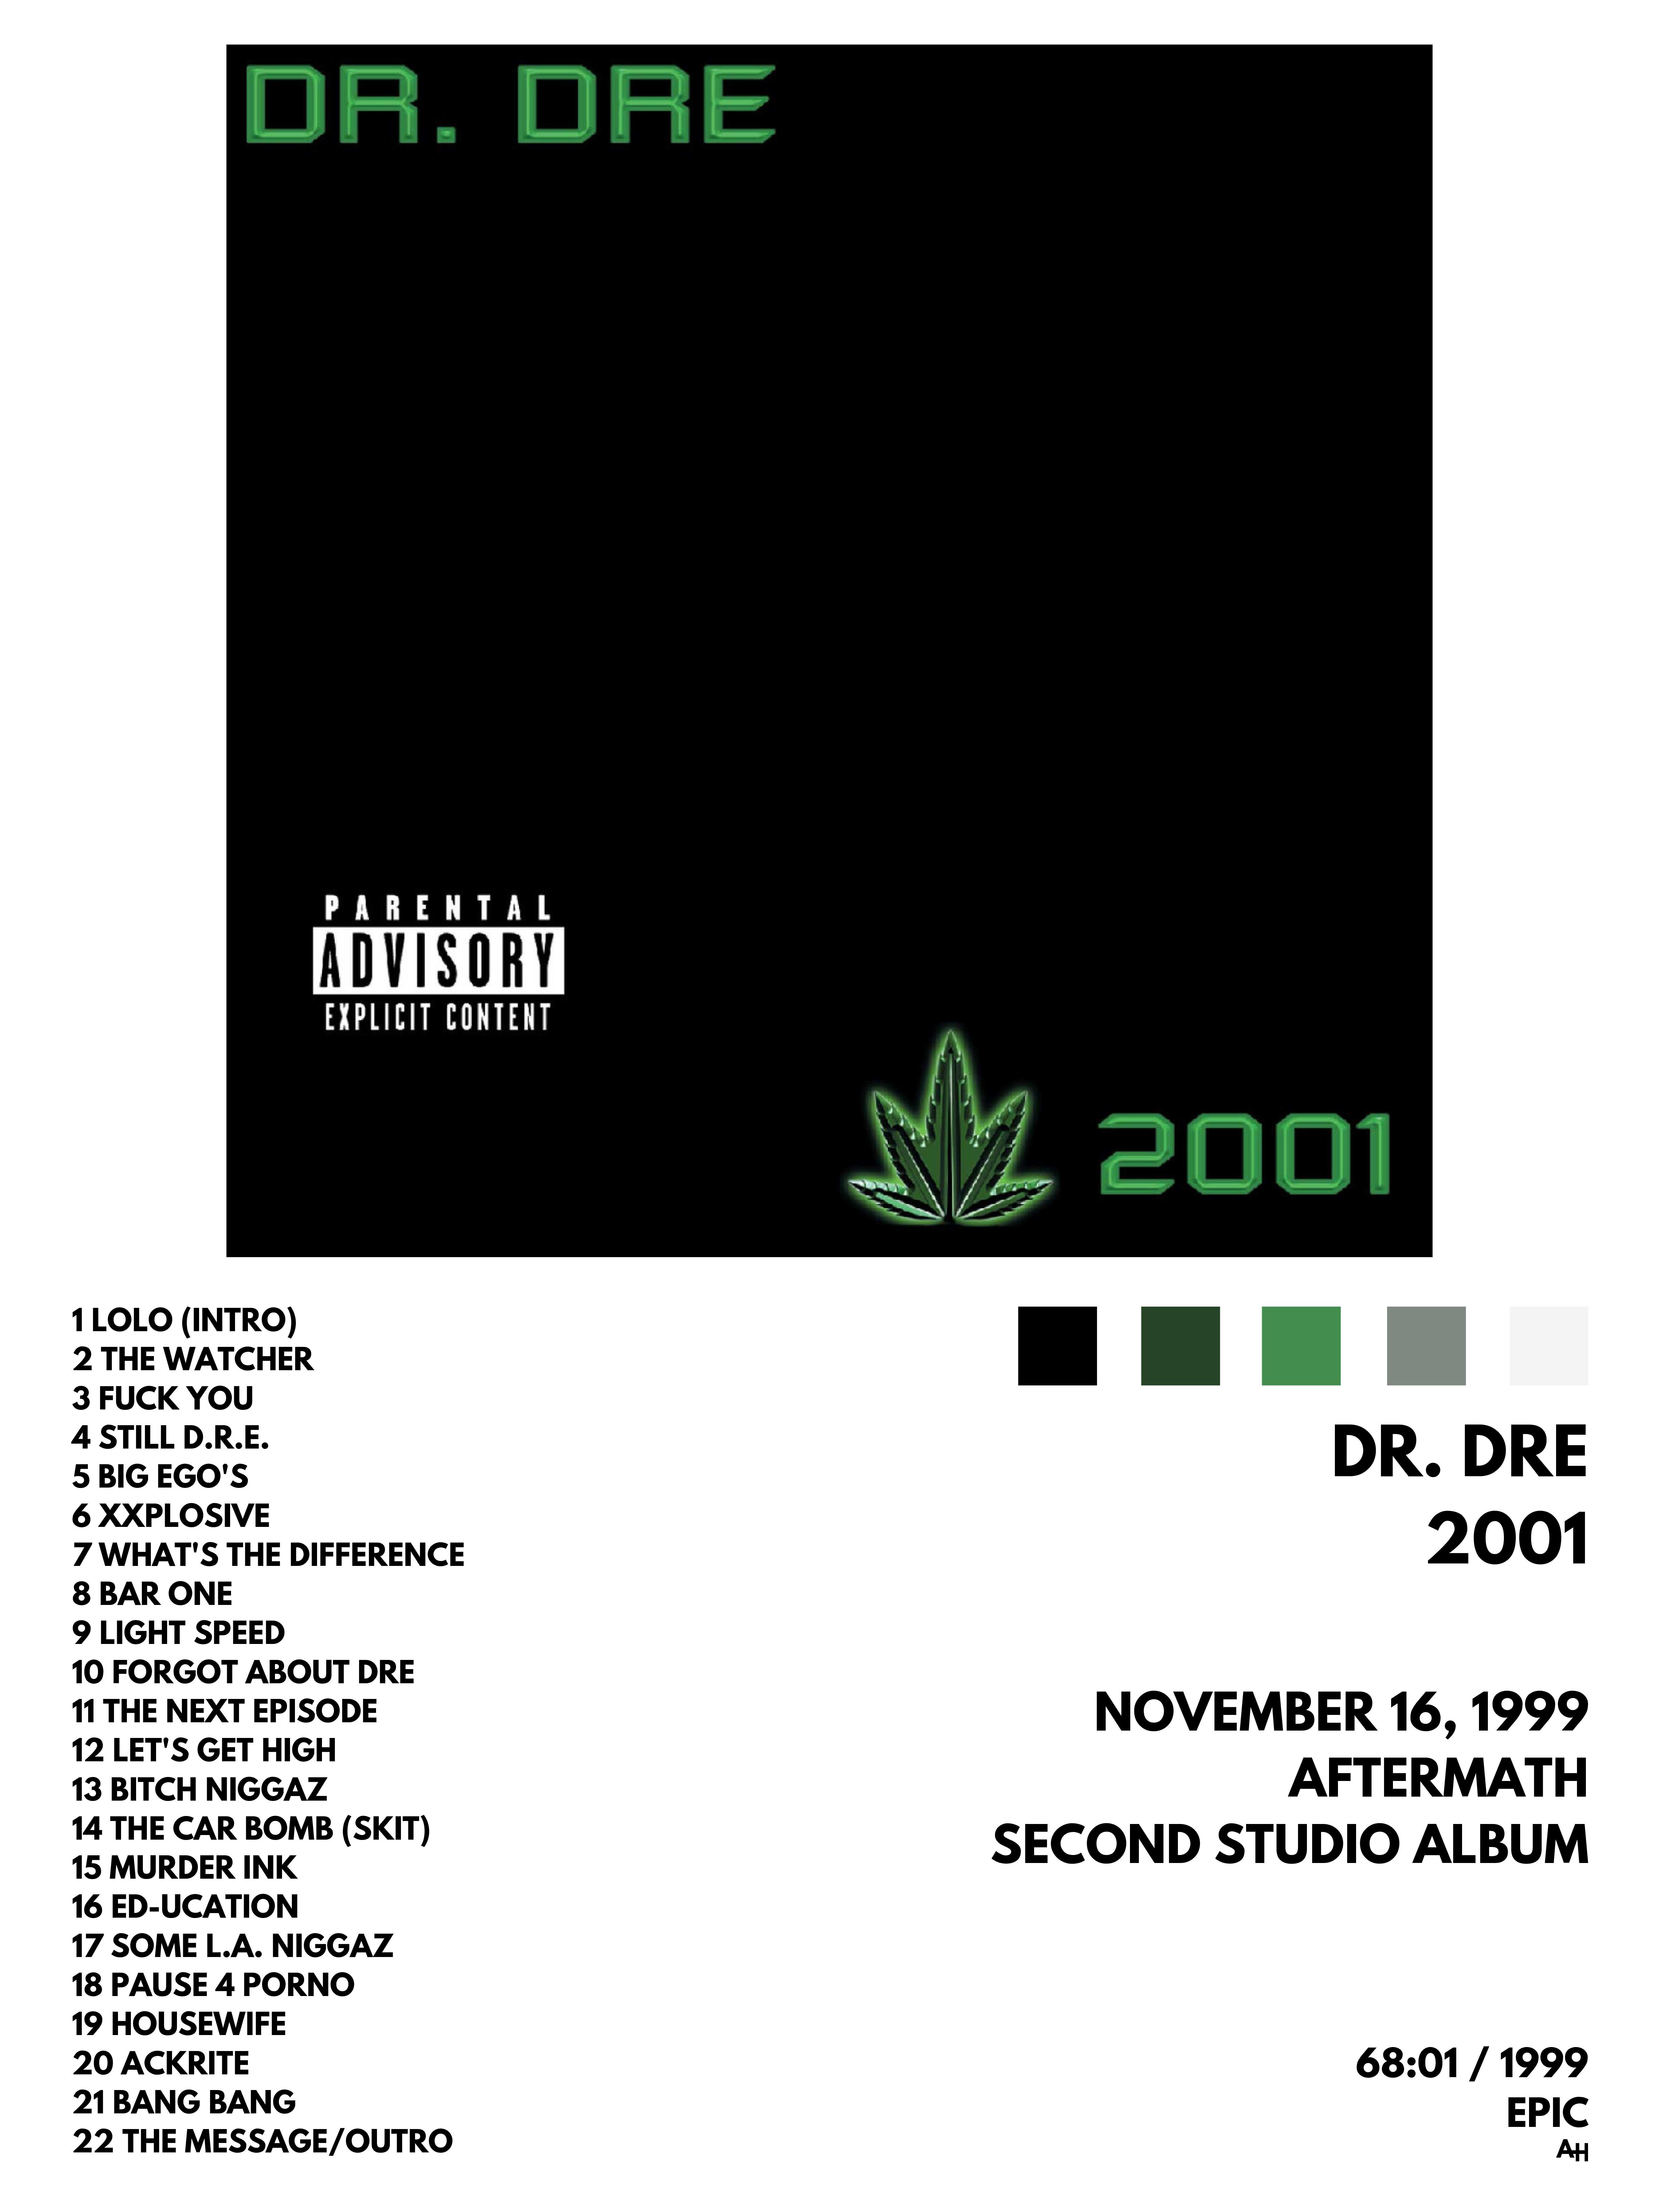 DR. DRE
PARENTAL
ADVISORY
EXPLICIT CONTENT
2001
1 LOLO (INTRO)
2 THE WATCHER
3 FUCK YOU
4 STILL D.R.E.
5 BIG EGO'S
6 XXPLOSIVE
7 WHAT'S THE DIFFERENCE
8 BAR ONE
9 LIGHT SPEED
10 FORGOT ABOUT DRE
11 THE NEXT EPISODE
12 LET'S GET HIGH
13 BITCH NIGGAZ
14 THE CAR BOMB (SKIT)
15 MURDER INK
16 ED-UCATION
17 SOME L.A. NIGGAZ
18 PAUSE 4 PORNO
19 HOUSEWIFE
20 ACKRITE
21 BANG BANG
22 THE MESSAGE/OUTRO
DR. DRE
2001
NOVEMBER 16, 1999
AFTERMATH
SECOND STUDIO ALBUM
68:01 / 1999
EPIC
AH